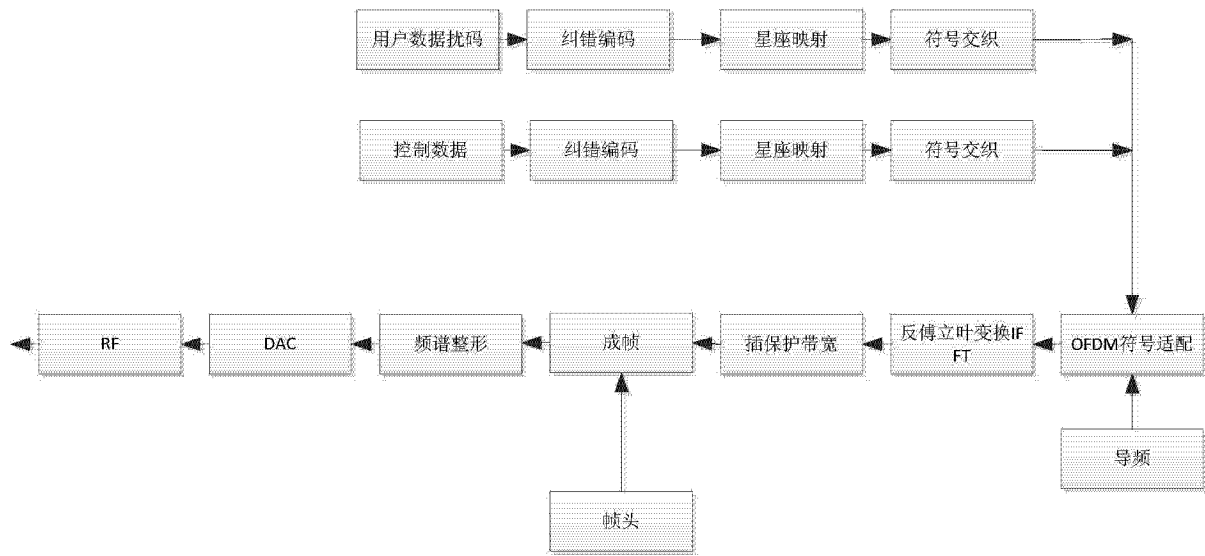 用户数据扰码
纠错编码
星座映射
符号交织
控制数据
纠错编码
星座映射
符号交织
RF
DAC
频谱整形
成帧
插保护带宽
反傅立叶变换IF
FT
OFDM符号适配
导频
帧头